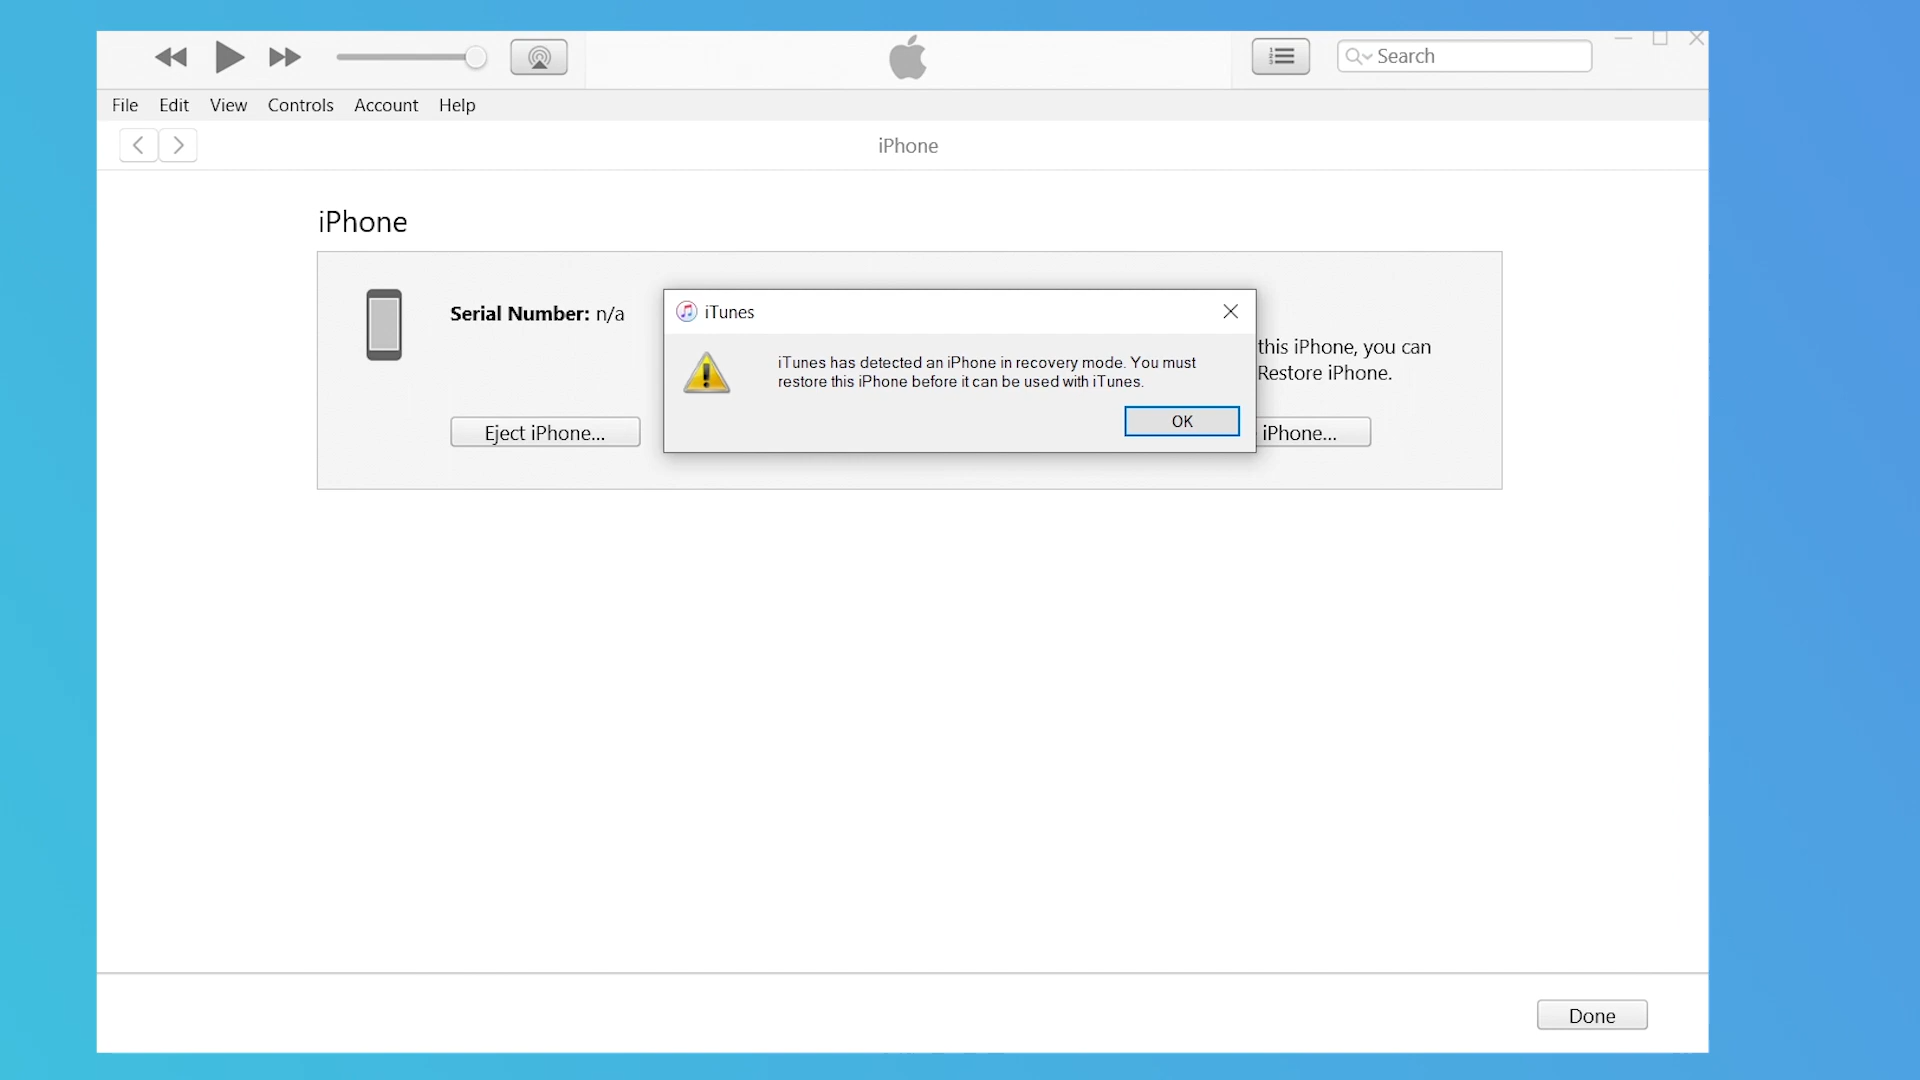 Search
File Edit View Controls Account Help
iPhone
iPhone
Serial Number: n/a
iTunes
iTunes has detected an iPhone in recovery mode. You must
restore this iPhone before it can be used with iTunes.
OK
this iPhone, you can
Restore iPhone.
Eject iPhone...
iPhone...
Done